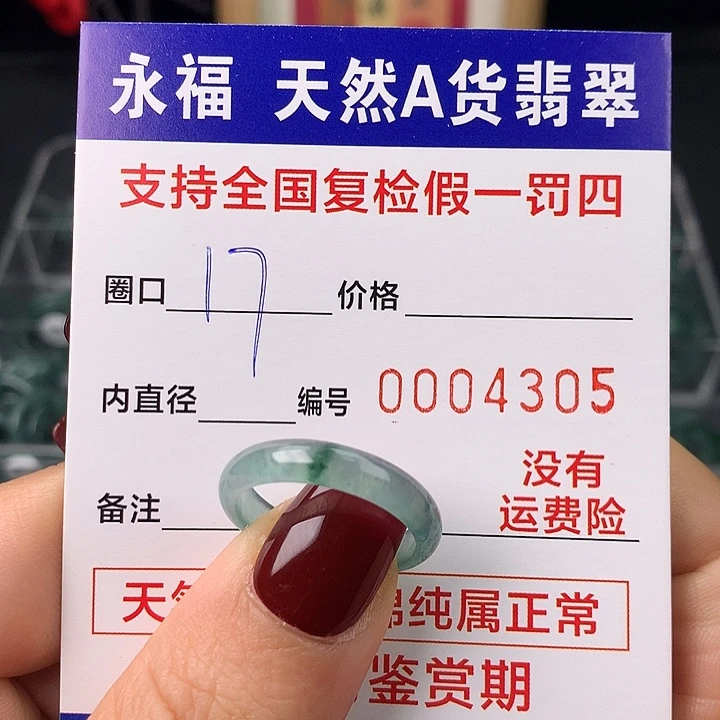 永福 天然A货翡翠
支持全国复检假一罚四
圈口 17 价格
内直径 编号 0004305
备注 没有
运费险
天 纯属正常
鉴赏期